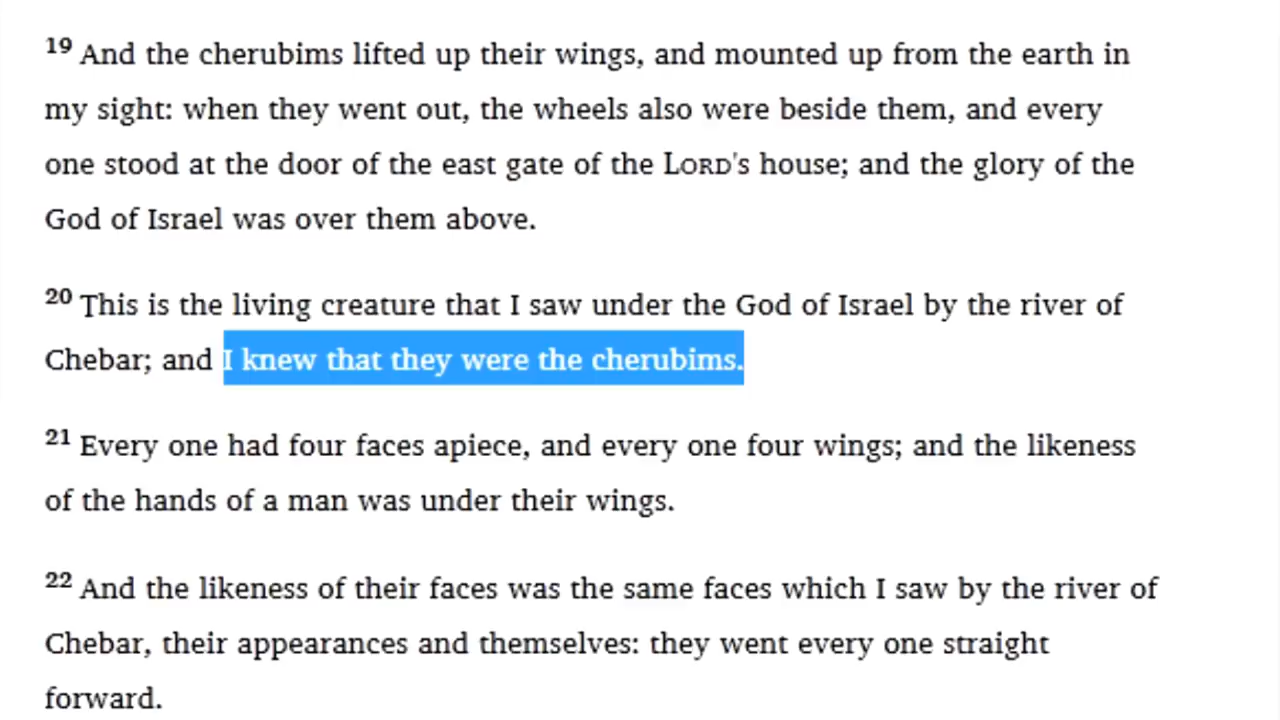 19 And the cherubims lifted up their wings, and mounted up from the earth in
my sight: when they went out, the wheels also were beside them, and every
one stood at the door of the east gate of the LORD's house; and the glory of the
God of Israel was over them above.
20 This is the living creature that I saw under the God of Israel by the river of
Chebar; and I knew that they were the cherubims.
21 Every one had four faces apiece, and every one four wings; and the likeness
of the hands of a man was under their wings.
22 And the likeness of their faces was the same faces which I saw by the river of
Chebar, their appearances and themselves: they went every one straight
forward.